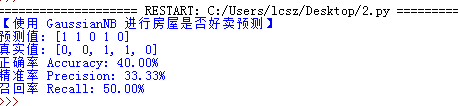 =================== RESTART: C:/Users/lcsz/Desktop/2.py ==========
【使用 GaussianNB 进行房屋是否好卖预测】
预测值: [1 1 0 1 0]
真实值: [0, 0, 1, 1, 0]
正确率 Accuracy: 40.00%
精准率 Precision: 33.33%
召回率 Recall: 50.00%
>>>